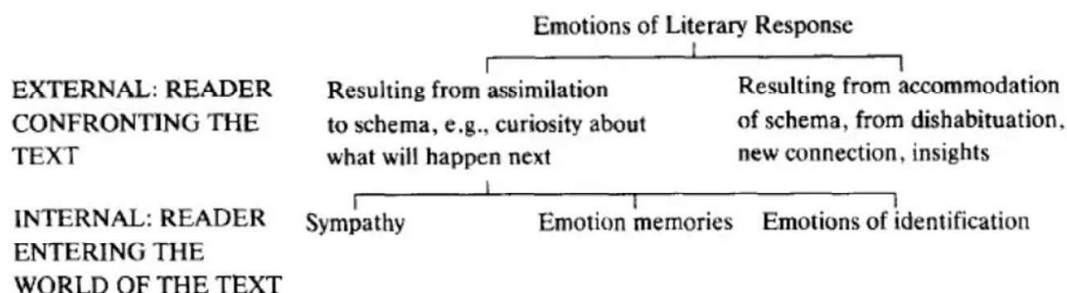 Emotions of Literary Response
EXTERNAL: READER
CONFRONTING THE
TEXT
Resulting from assimilation
to schema, e.g., curiosity about
what will happen next
Resulting from accommodation
of schema, from dishabituation,
new connection, insights
INTERNAL: READER
ENTERING THE
WORLD OF THE TEXT
Sympathy
Emotion memories
Emotions of identification